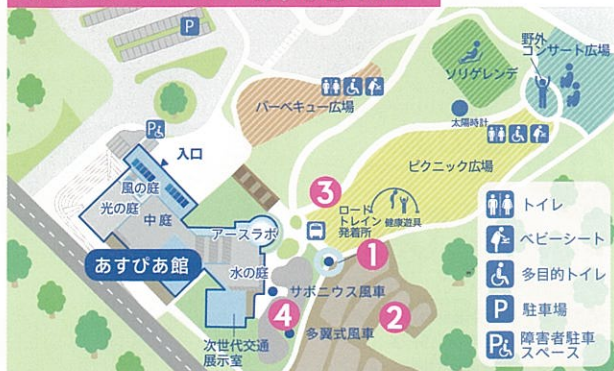 P
野外
コンサート広場
ソリゲレンデ
バーベキュー広場
太陽時計
P
入口
ピクニック広場
風の庭
光の庭
中庭
3
ロード
トレイン
発着所
健康遊具
アースラボ
1
あすぴあ館
水の庭
サボニウス風車
4
2
多翼式風車
次世代交通
展示室
トイレ
ベビーシート
多目的トイレ
P
駐車場
P
障害者駐車
スペース